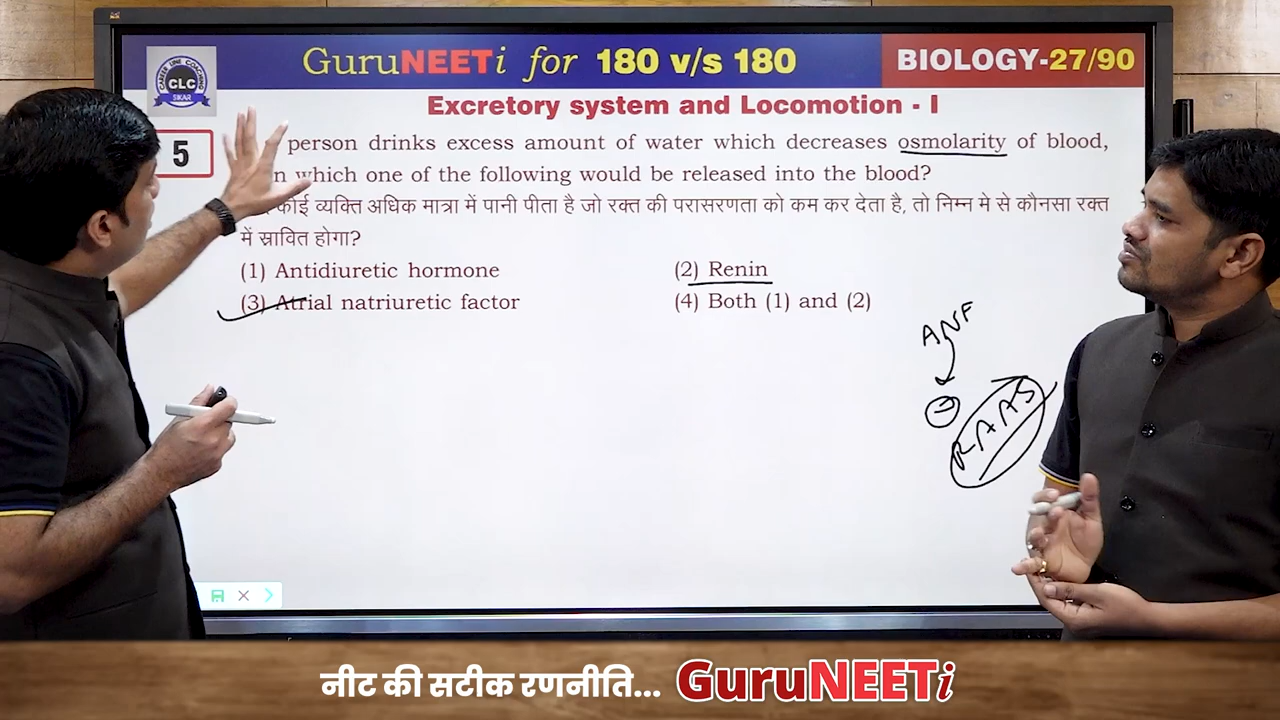 CAREER LINE COACHING
CLC
SIKAR
GuruNEETi for 180 v/s 180
BIOLOGY-27/90
Excretory system and Locomotion - I
5
person drinks excess amount of water which decreases osmolarity of blood,
n which one of the following would be released into the blood?
कोई व्यक्ति अधिक मात्रा में पानी पीता है जो रक्त की परासरणता को कम कर देता है, तो निम्न मे से कौनसा रक्त
में स्रावित होगा?
(1) Antidiuretic hormone
(2) Renin
(3) Atrial natriuretic factor
(4) Both (1) and (2)
ANF
RAAS
नीट की सटीक रणनीति... GuruNEETi